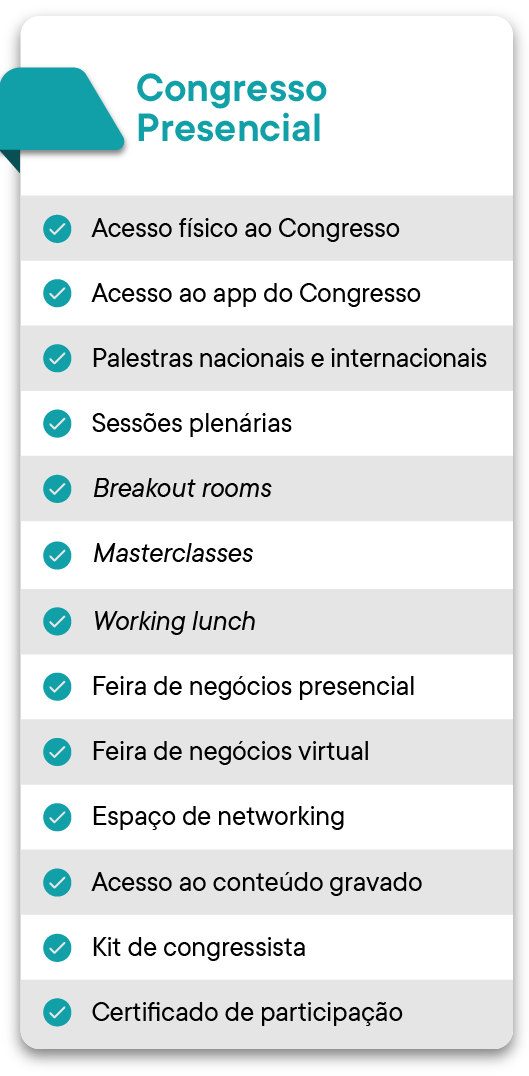 Congresso
Presencial
Acesso físico ao Congresso
Acesso ao app do Congresso
Palestras nacionais e internacionais
Sessões plenárias
Breakout rooms
Masterclasses
Working lunch
Feira de negócios presencial
Feira de negócios virtual
Espaço de networking
Acesso ao conteúdo gravado
Kit de congressista
Certificado de participação